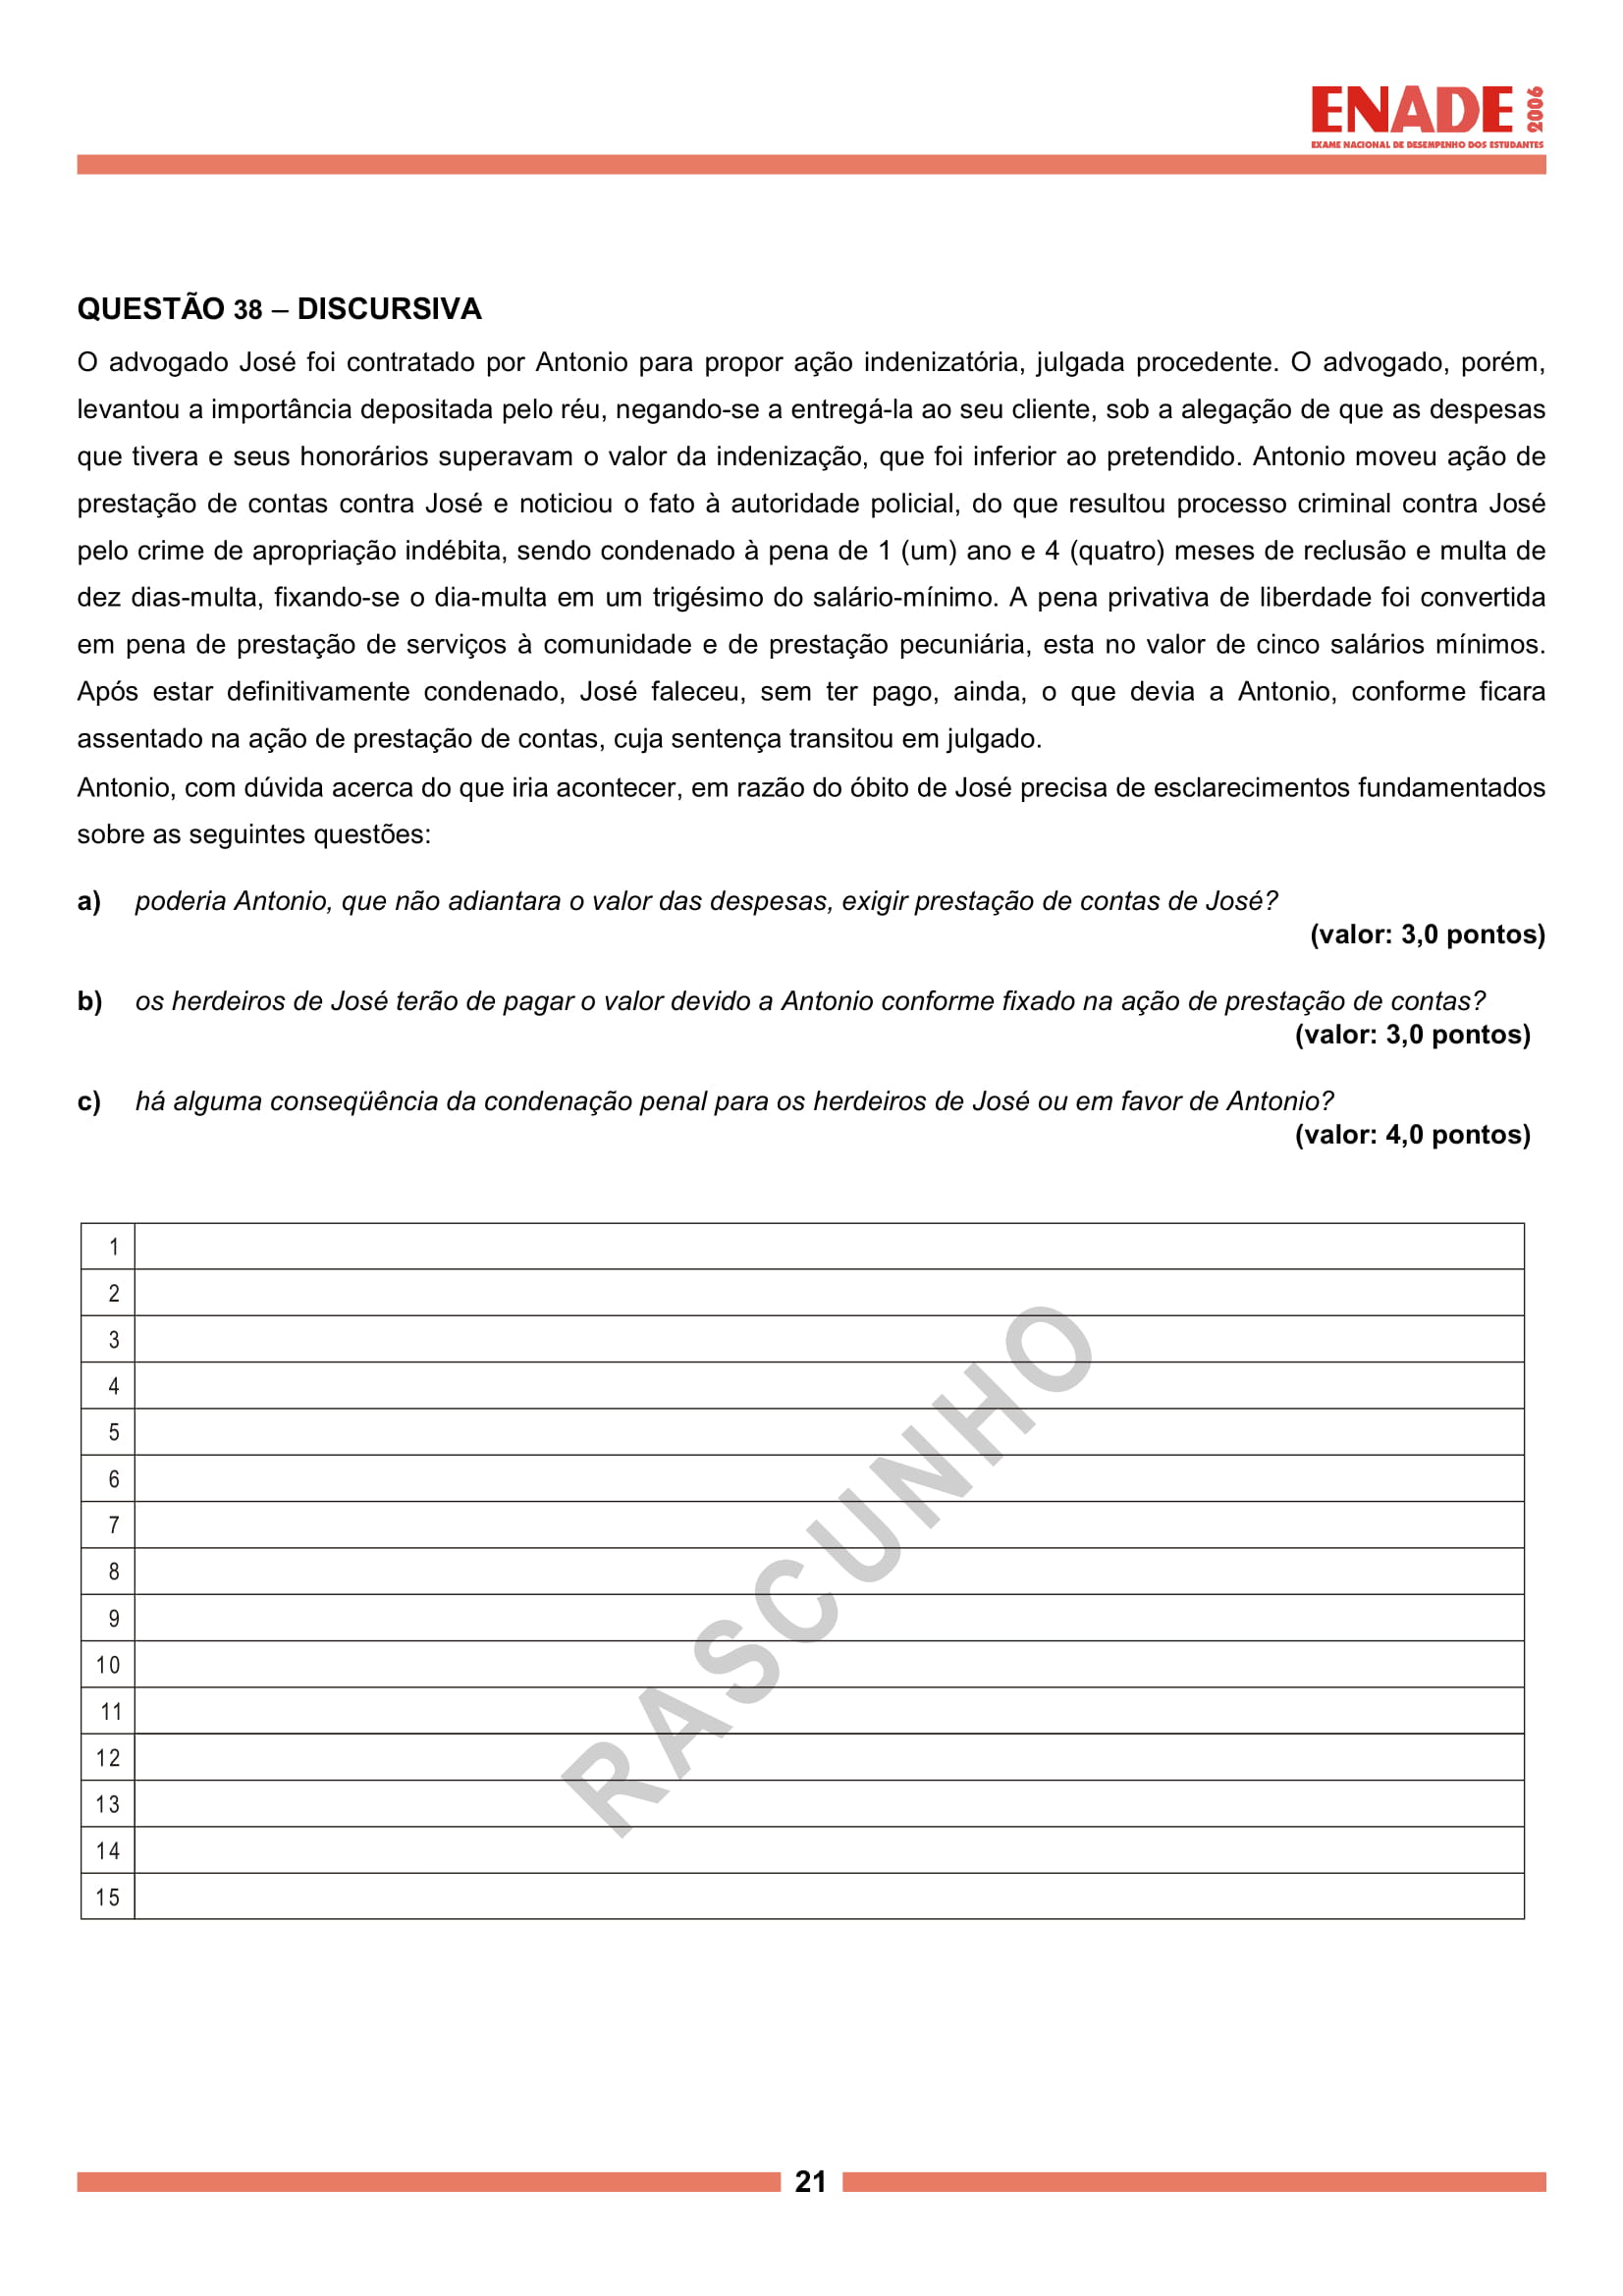 ENADE 2006
EXAME NACIONAL DE DESEMPENHO DOS ESTUDANTES
QUESTÃO 38 – DISCURSIVA
O advogado José foi contratado por Antonio para propor ação indenizatória, julgada procedente. O advogado, porém,
levantou a importância depositada pelo réu, negando-se a entregá-la ao seu cliente, sob a alegação de que as despesas
que tivera e seus honorários superavam o valor da indenização, que foi inferior ao pretendido. Antonio moveu ação de
prestação de contas contra José e noticiou o fato à autoridade policial, do que resultou processo criminal contra José
pelo crime de apropriação indébita, sendo condenado à pena de 1 (um) ano e 4 (quatro) meses de reclusão e multa de
dez dias-multa, fixando-se o dia-multa em um trigésimo do salário-mínimo. A pena privativa de liberdade foi convertida
em pena de prestação de serviços à comunidade e de prestação pecuniária, esta no valor de cinco salários mínimos.
Após estar definitivamente condenado, José faleceu, sem ter pago, ainda, o que devia a Antonio, conforme ficara
assentado na ação de prestação de contas, cuja sentença transitou em julgado.
Antonio, com dúvida acerca do que iria acontecer, em razão do óbito de José precisa de esclarecimentos fundamentados
sobre as seguintes questões:
a) poderia Antonio, que não adiantara o valor das despesas, exigir prestação de contas de José?
(valor: 3,0 pontos)
b) os herdeiros de José terão de pagar o valor devido a Antonio conforme fixado na ação de prestação de contas?
(valor: 3,0 pontos)
c) há alguma conseqüência da condenação penal para os herdeiros de José ou em favor de Antonio?
(valor: 4,0 pontos)
1
2
3
4
5
6
7
8
9
10
11
12
13
14
15
RASCUNHO
21